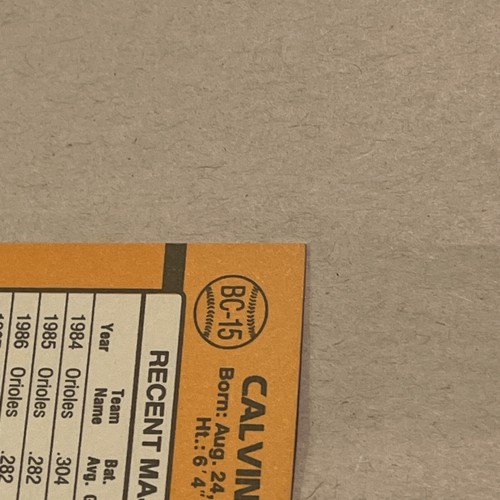 BC-15
CALVIN
Born: Aug. 24,
Ht.: 6'4"
RECENT MA
Year Team Name Bat. Avg.
1984 Orioles .304
1985 Orioles .282
1986 Orioles .282